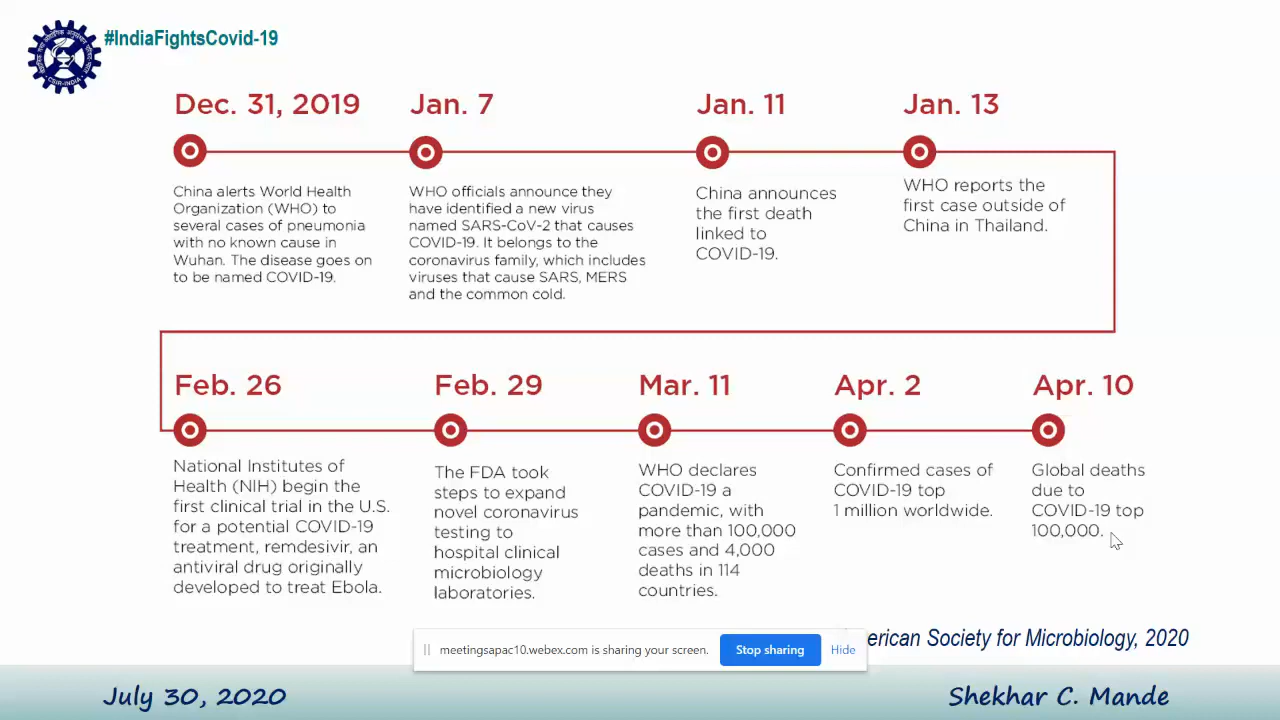 #IndiaFightsCovid-19
CSIR-INDIA
Dec. 31, 2019
China alerts World Health
Organization (WHO) to
several cases of pneumonia
with no known cause in
Wuhan. The disease goes on
to be named COVID-19.
Jan. 7
WHO officials announce they
have identified a new virus
named SARS-CoV-2 that causes
COVID-19. It belongs to the
coronavirus family, which includes
viruses that cause SARS, MERS
and the common cold.
Jan. 11
China announces
the first death
linked to
COVID-19.
Jan. 13
WHO reports the
first case outside of
China in Thailand.
Feb. 26
National Institutes of
Health (NIH) begin the
first clinical trial in the U.S.
for a potential COVID-19
treatment, remdesivir, an
antiviral drug originally
developed to treat Ebola.
Feb. 29
The FDA took
steps to expand
novel coronavirus
testing to
hospital clinical
microbiology
laboratories.
Mar. 11
WHO declares
COVID-19 a
pandemic, with
more than 100,000
cases and 4,000
deaths in 114
countries.
Apr. 2
Confirmed cases of
COVID-19 top
1 million worldwide.
Apr. 10
Global deaths
due to
COVID-19 top
100,000.
Society for Microbiology, 2020
meetingsapac10.webex.com is sharing your screen.
Stop sharing
Hide
July 30, 2020
Shekhar C. Mande